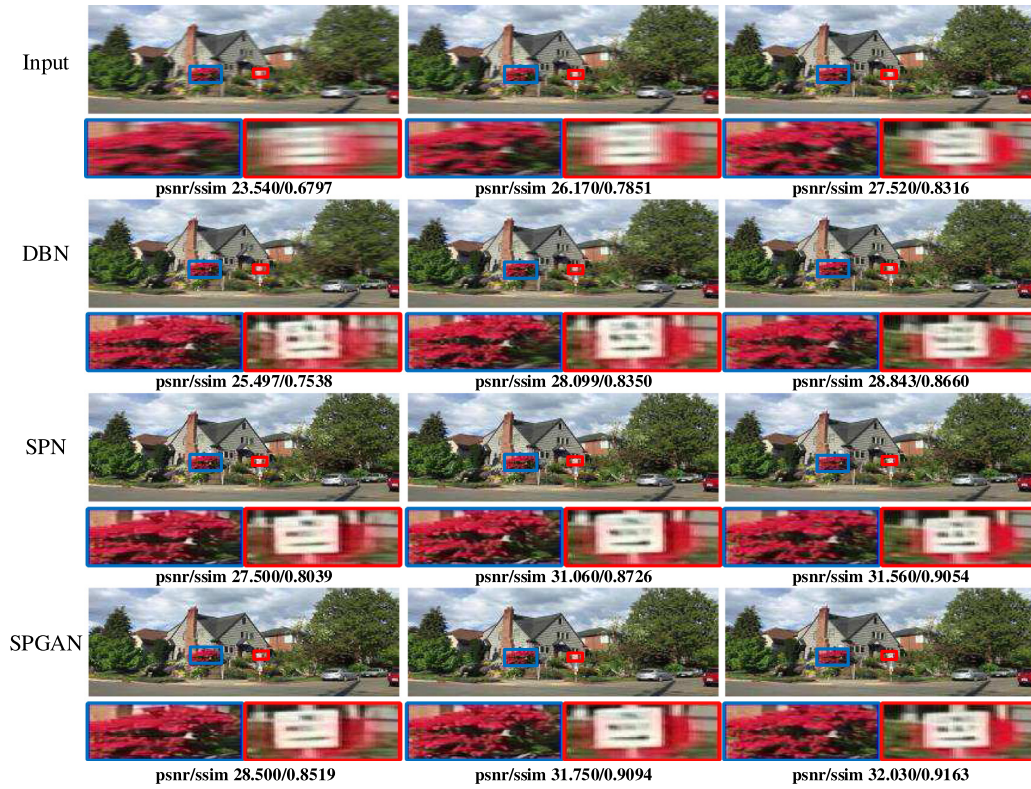 Input
psnr/ssim 23.540/0.6797
psnr/ssim 26.170/0.7851
psnr/ssim 27.520/0.8316
DBN
psnr/ssim 25.497/0.7538
psnr/ssim 28.099/0.8350
psnr/ssim 28.843/0.8660
SPN
psnr/ssim 27.500/0.8039
psnr/ssim 31.060/0.8726
psnr/ssim 31.560/0.9054
SPGAN
psnr/ssim 28.500/0.8519
psnr/ssim 31.750/0.9094
psnr/ssim 32.030/0.9163